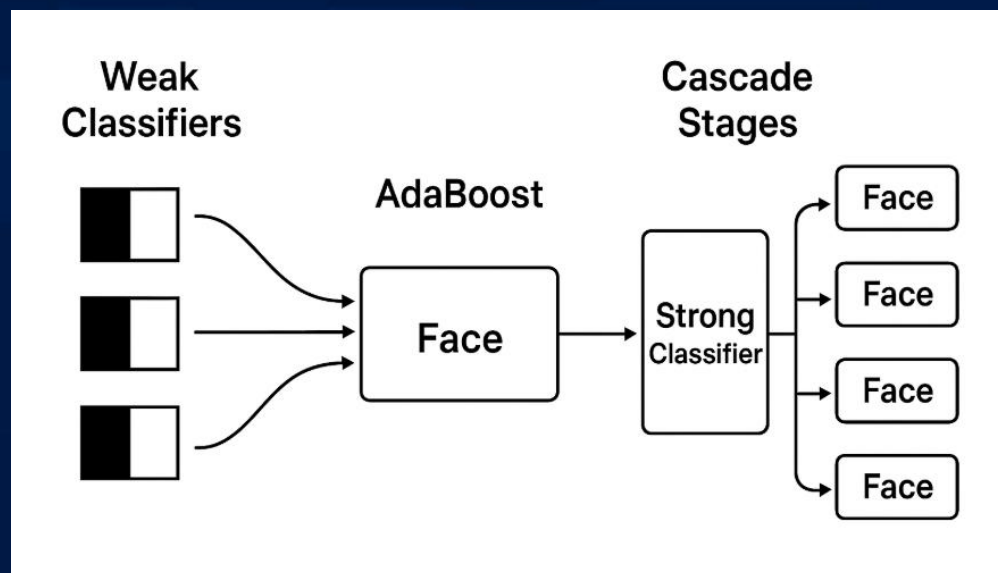 Weak
Classifiers
AdaBoost
Face
Cascade
Stages
Strong
Classifier
Face
Face
Face
Face